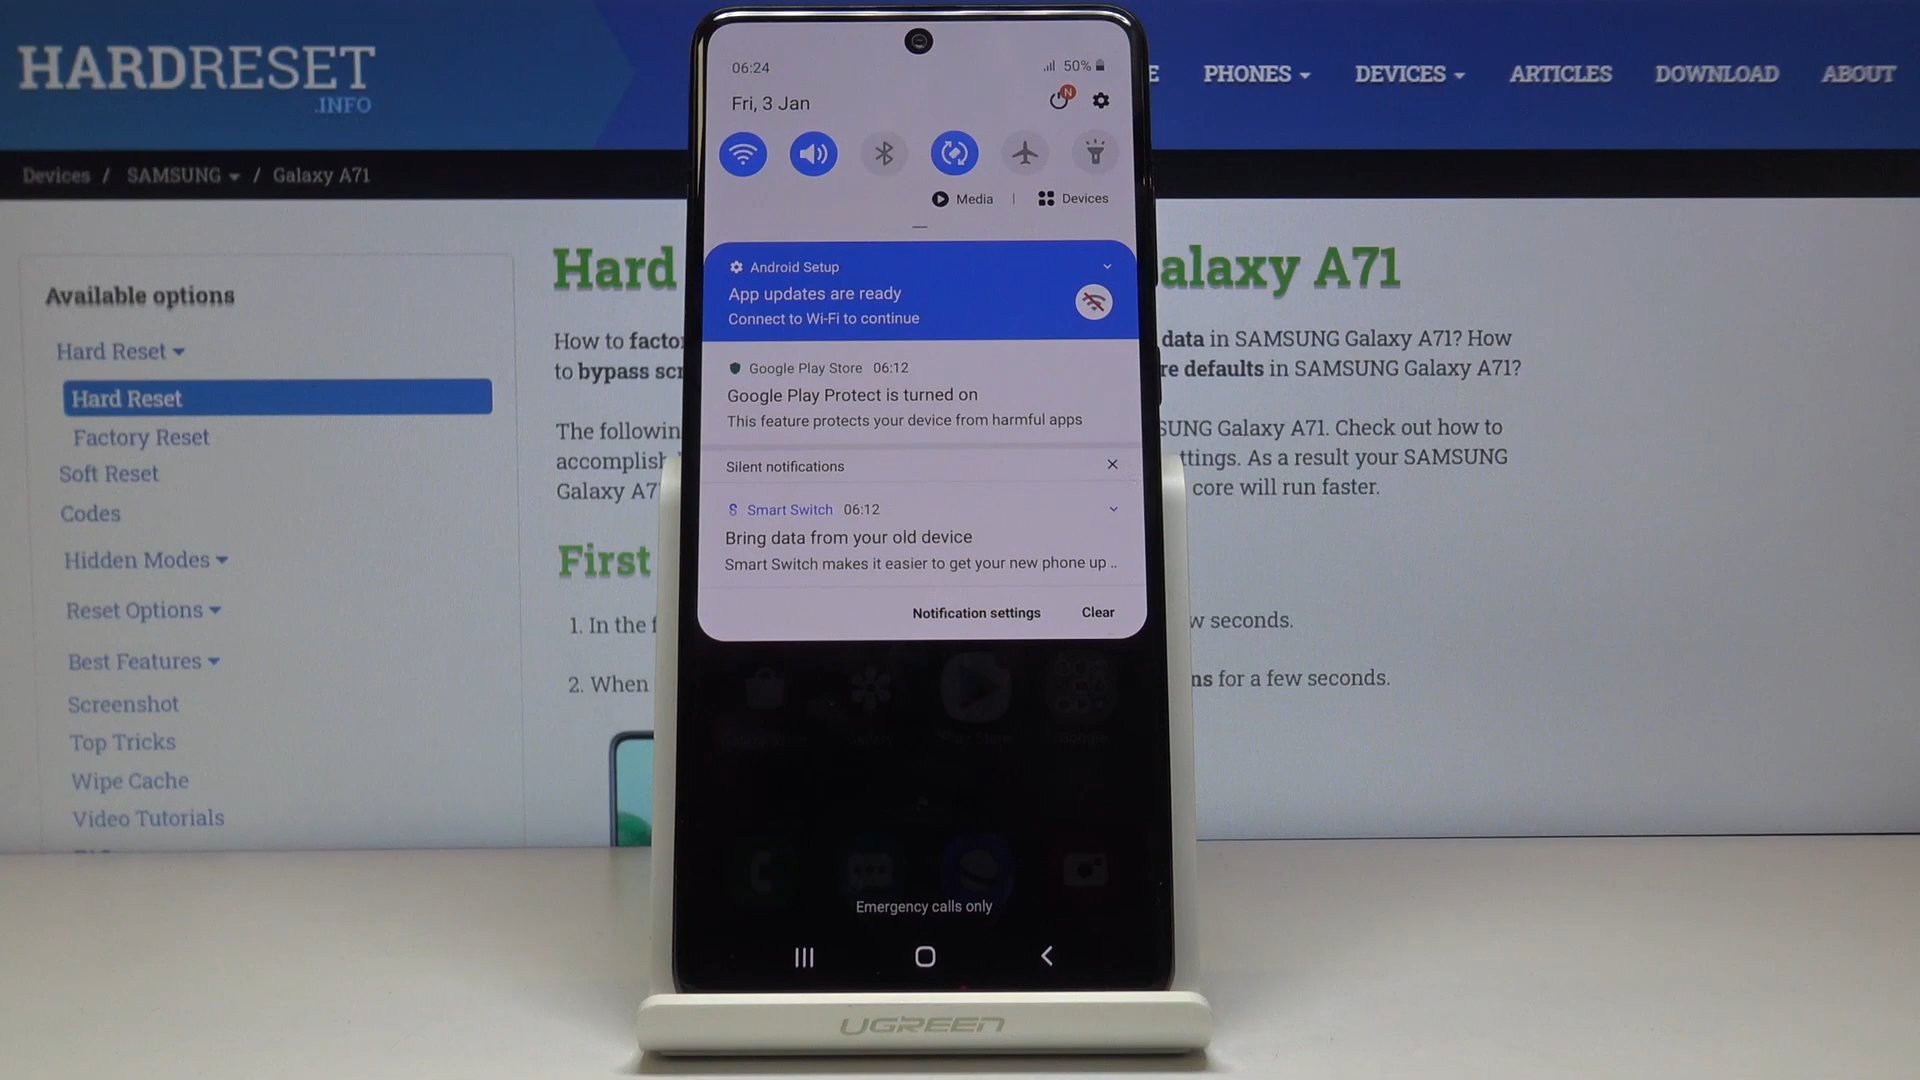 HARDRESET
.INFO
E PHONES DEVICES ARTICLES DOWNLOAD ABOUT
Devices / SAMSUNG / Galaxy A71
Available options
Hard Reset
Hard Reset
Factory Reset
Soft Reset
Codes
Hidden Modes
Reset Options
Best Features
Screenshot
Top Tricks
Wipe Cache
Video Tutorials
Hard
alaxy A71
How to
data in SAMSUNG Galaxy A71? How
to bypass
re defaults in SAMSUNG Galaxy A71?
The
SUNG Galaxy A71. Check out how to
ttings. As a result your SAMSUNG
Galaxy
core will run faster.
First
1. In the
w seconds.
2. When
ns for a few seconds.
06:24
50%
Fri, 3 Jan
N
Media | Devices
Android Setup
App updates are ready
Connect to Wi-Fi to continue
Google Play Store 06:12
Google Play Protect is turned on
This feature protects your device from harmful apps
Silent notifications
Smart Switch 06:12
Bring data from your old device
Smart Switch makes it easier to get your new phone up ..
Notification settings Clear
Play Store
Google
Emergency calls only
UGREEN